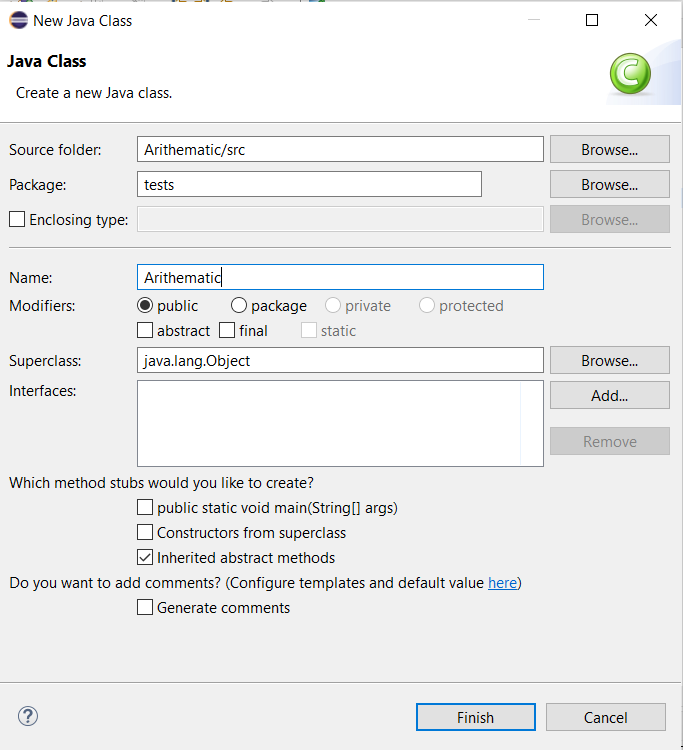 New Java Class
Java Class
Create a new Java class.
C
Source folder: Arithematic/src Browse...
Package: tests Browse...
Enclosing type: Browse...
Name: Arithematic
Modifiers: public package private protected
abstract final static
Superclass: java.lang.Object Browse...
Interfaces: Add...
Remove
Which method stubs would you like to create?
public static void main(String[] args)
Constructors from superclass
Inherited abstract methods
Do you want to add comments? (Configure templates and default value here)
Generate comments
? Finish Cancel